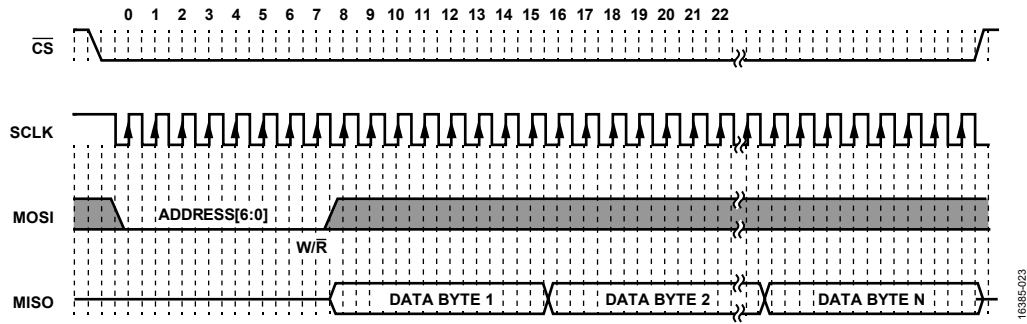 0 1 2 3 4 5 6 7 8 9 10 11 12 13 14 15 16 17 18 19 20 21 22
CS
SCLK
MOSI ADDRESS[6:0]
W/R
MISO DATA BYTE 1 DATA BYTE 2 DATA BYTE N
16385-023